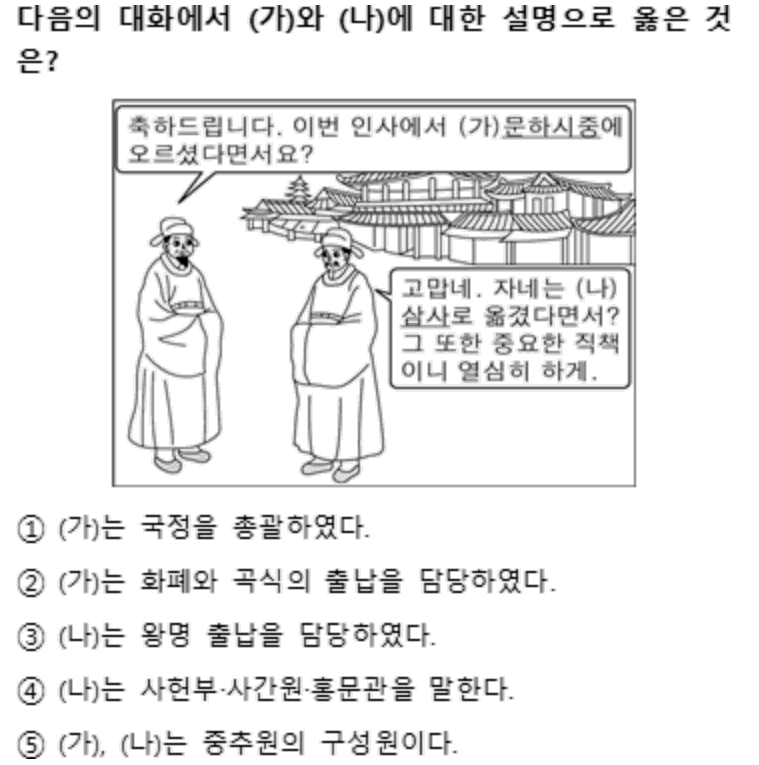 다음의 대화에서 (가)와 (나)에 대한 설명으로 옳은 것
은?
축하드립니다. 이번 인사에서 (가)문하시중에
오르셨다면서요?
고맙네. 자네는 (나)
삼사로 옮겼다면서?
그 또한 중요한 직책
이니 열심히 하게.
① (가)는 국정을 총괄하였다.
② (가)는 화폐와 곡식의 출납을 담당하였다.
③ (나)는 왕명 출납을 담당하였다.
④ (나)는 사헌부·사간원·홍문관을 말한다.
⑤ (가), (나)는 중추원의 구성원이다.